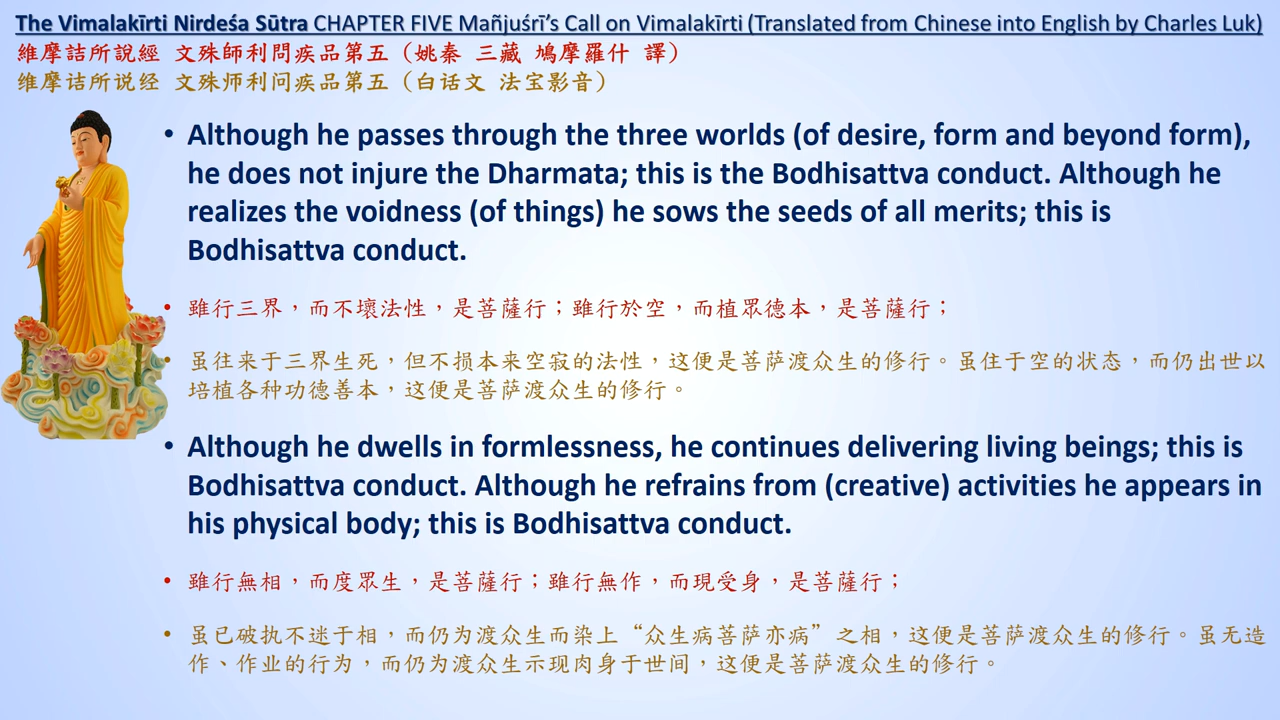 The Vimalakīrti Nirdeśa Sūtra CHAPTER FIVE Mañjuśrī’s Call on Vimalakīrti (Translated from Chinese into English by Charles Luk)
維摩詰所說經 文殊師利問疾品第五（姚秦 三藏 鳩摩羅什 譯）
维摩诘所说经 文殊师利问疾品第五（白话文 法宝影音）
• Although he passes through the three worlds (of desire, form and beyond form),
he does not injure the Dharmata; this is the Bodhisattva conduct. Although he
realizes the voidness (of things) he sows the seeds of all merits; this is
Bodhisattva conduct.
• 雖行三界，而不壞法性，是菩薩行；雖行於空，而植眾德本，是菩薩行；
• 虽往来于三界生死，但不损本来空寂的法性，这便是菩萨渡众生的修行。虽住于空的状态，而仍出世以
培植各种功德善本，这便是菩萨渡众生的修行。
• Although he dwells in formlessness, he continues delivering living beings; this is
Bodhisattva conduct. Although he refrains from (creative) activities he appears in
his physical body; this is Bodhisattva conduct.
• 雖行無相，而度眾生，是菩薩行；雖行無作，而現受身，是菩薩行；
• 虽已破执不迷于相，而仍为渡众生而染上“众生病菩萨亦病”之相，这便是菩萨渡众生的修行。虽无造
作、作业的行为，而仍为渡众生示现肉身于世间，这便是菩萨渡众生的修行。